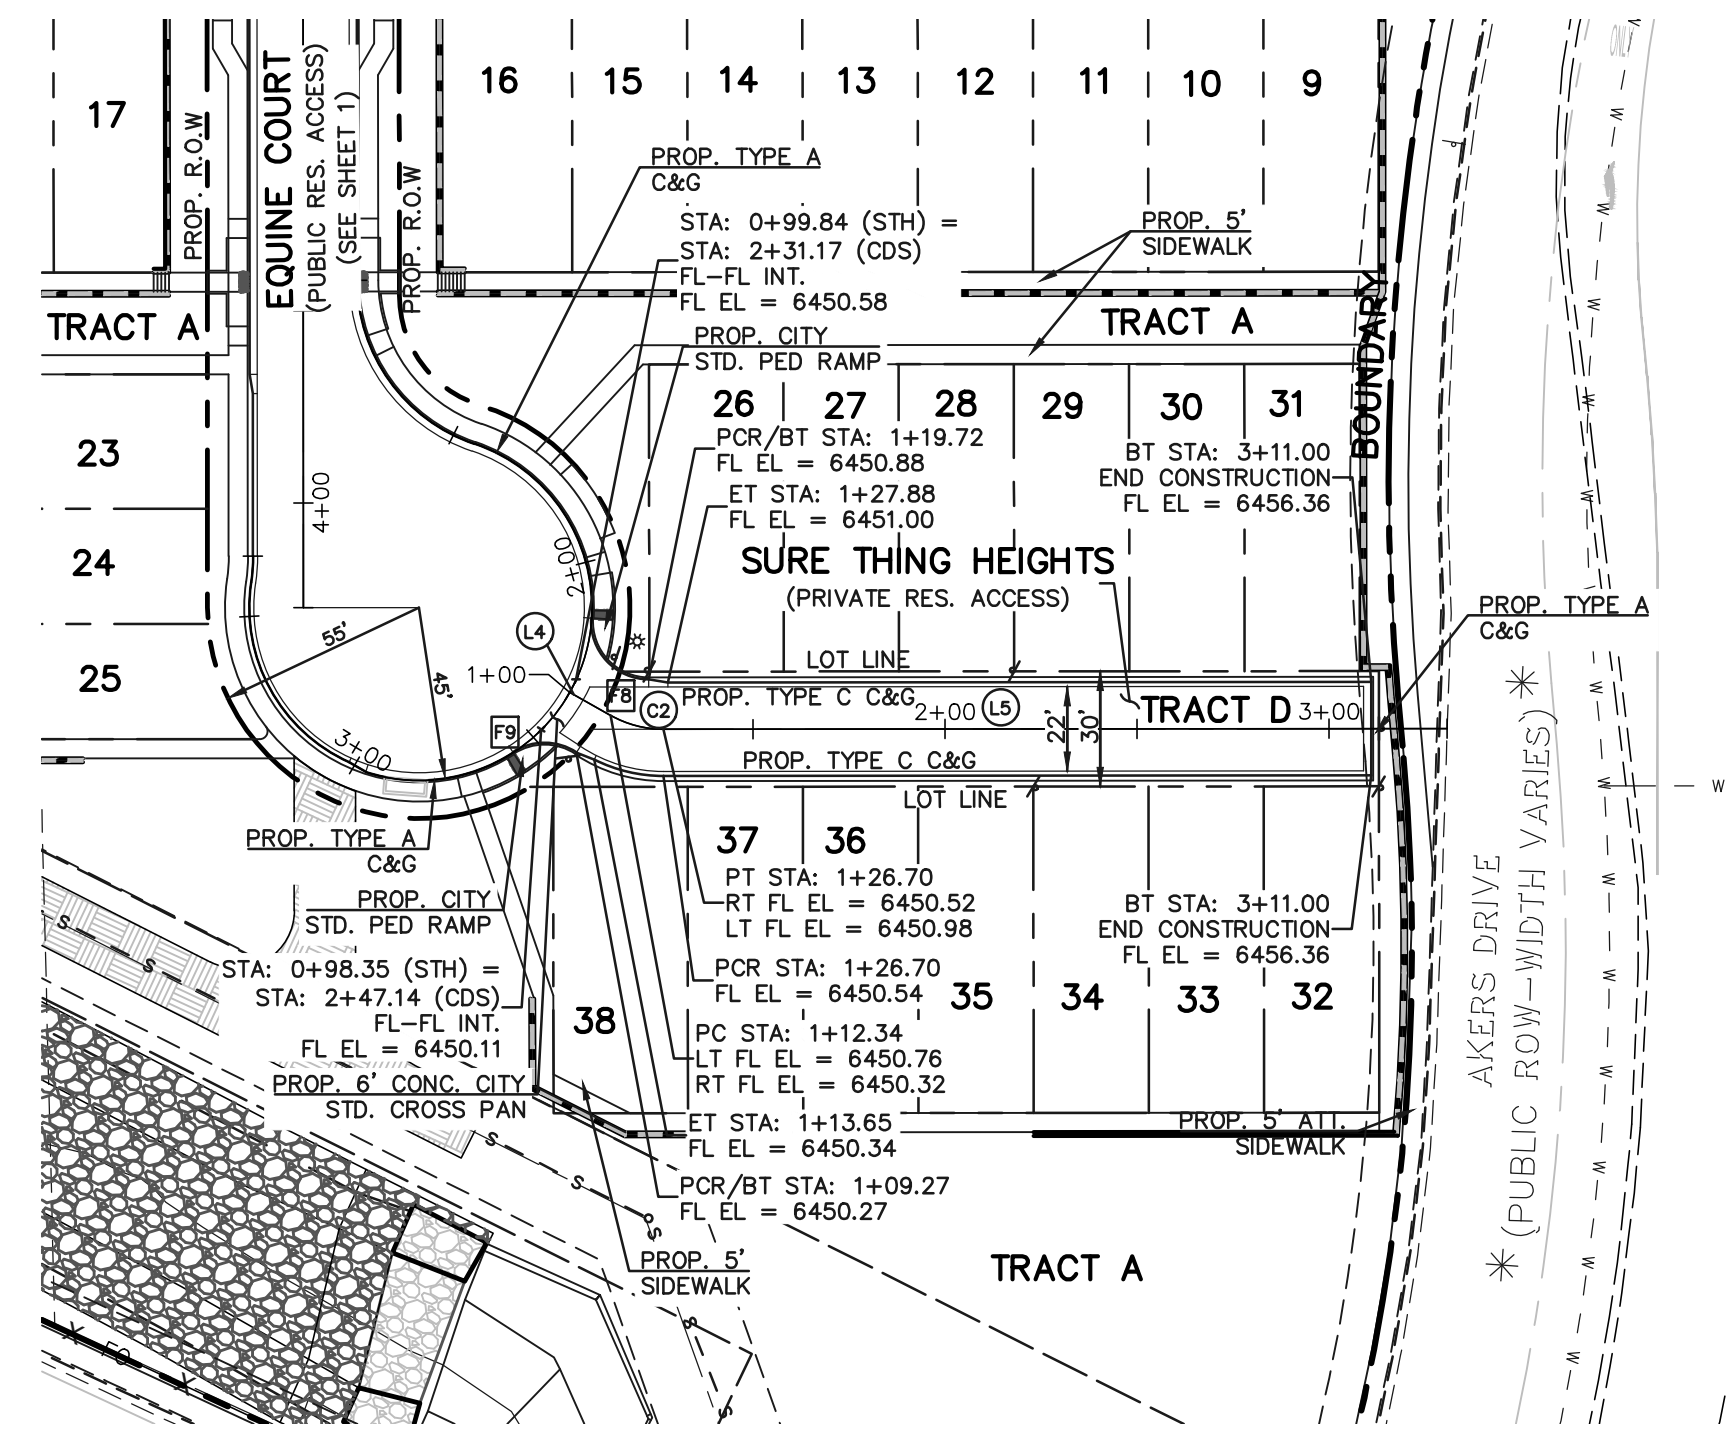 17
16
15
14
13
12
11
10
9
PROP. R.O.W
EQUINE COURT
(PUBLIC RES. ACCESS)
(SEE SHEET 1)
PROP. R.O.W
ONLY
PROP. TYPE A
C&G
STA: 0+99.84 (STH) =
STA: 2+31.17 (CDS)
FL-FL INT.
FL EL = 6450.58
PROP. 5'
SIDEWALK
TRACT A
TRACT A
BOUNDARY
PROP. CITY
STD. PED RAMP
26
27
28
29
30
31
23
24
25
4+00
PCR/BT STA: 1+19.72
FL EL = 6450.88
ET STA: 1+27.88
FL EL = 6451.00
BT STA: 3+11.00
END CONSTRUCTION
FL EL = 6456.36
SURE THING HEIGHTS
(PRIVATE RES. ACCESS)
2+00
55'
45'
L4
1+00
LOT LINE
PROP. TYPE A
C&G
F8
C2
PROP. TYPE C C&G
2+00
L5
22'
30'
TRACT D
3+00
F9
3+00
PROP. TYPE C C&G
LOT LINE
W
PROP. TYPE A
C&G
37
36
PROP. CITY
STD. PED RAMP
PT STA: 1+26.70
RT FL EL = 6450.52
LT FL EL = 6450.98
BT STA: 3+11.00
END CONSTRUCTION
FL EL = 6456.36
STA: 0+98.35 (STH) =
STA: 2+47.14 (CDS)
FL-FL INT.
FL EL = 6450.11
PCR STA: 1+26.70
FL EL = 6450.54
38
35
34
33
32
PC STA: 1+12.34
LT FL EL = 6450.76
RT FL EL = 6450.32
PROP. 6' CONC. CITY
STD. CROSS PAN
ET STA: 1+13.65
FL EL = 6450.34
PROP. 5' ATT.
SIDEWALK
PCR/BT STA: 1+09.27
FL EL = 6450.27
PROP. 5'
SIDEWALK
TRACT A
AKERS DRIVE
* (PUBLIC ROW-WIDTH VARIES) *
S
S
S
S
S
S
S
X
FO
X
W
W
W
W
W
W
W
W
W
W
W
W
W
W